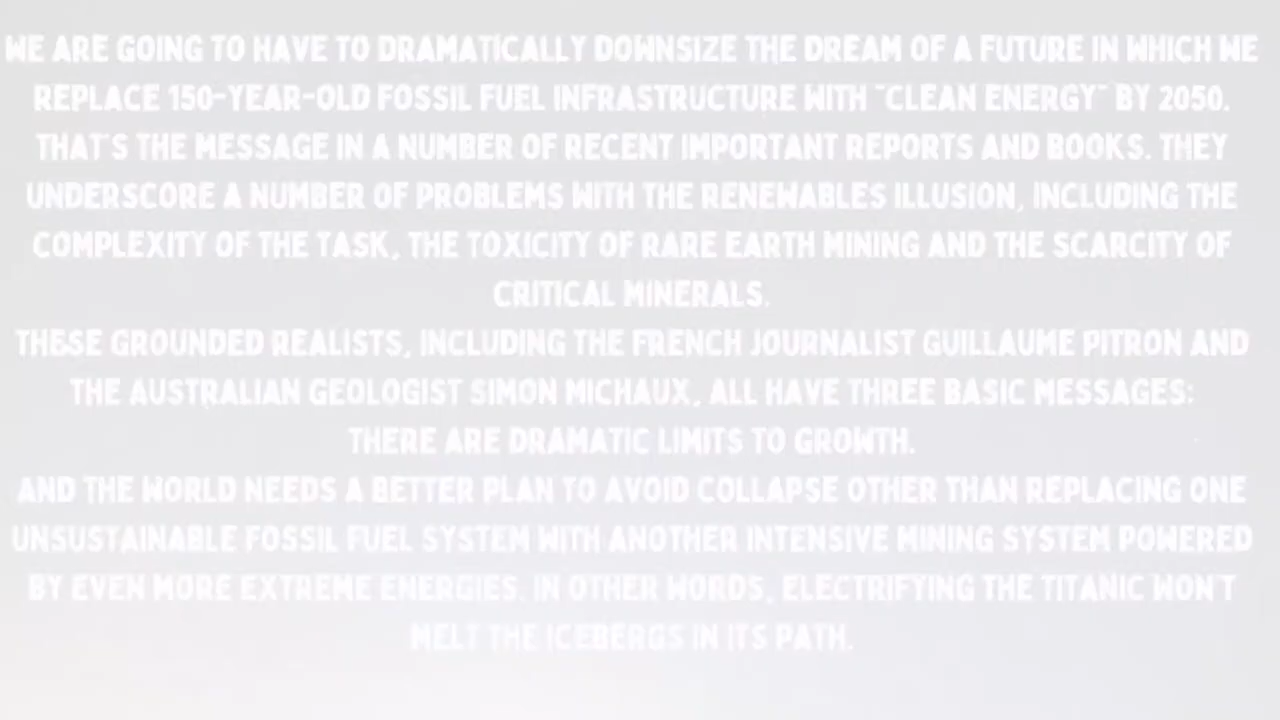 WE ARE GOING TO HAVE TO DRAMATICALLY DOWNSIZE THE DREAM OF A FUTURE IN WHICH WE
REPLACE 150-YEAR-OLD FOSSIL FUEL INFRASTRUCTURE WITH "CLEAN ENERGY" BY 2050.
THAT'S THE MESSAGE IN A NUMBER OF RECENT IMPORTANT REPORTS AND BOOKS. THEY
UNDERSCORE A NUMBER OF PROBLEMS WITH THE RENEWABLES ILLUSION, INCLUDING THE
COMPLEXITY OF THE TASK, THE TOXICITY OF RARE EARTH MINING AND THE SCARCITY OF
CRITICAL MINERALS.
THESE GROUNDED REALISTS, INCLUDING THE FRENCH JOURNALIST GUILLAUME PITRON AND
THE AUSTRALIAN GEOLOGIST SIMON MICHAUX, ALL HAVE THREE BASIC MESSAGES:
THERE ARE DRAMATIC LIMITS TO GROWTH.
AND THE WORLD NEEDS A BETTER PLAN TO AVOID COLLAPSE OTHER THAN REPLACING ONE
UNSUSTAINABLE FOSSIL FUEL SYSTEM WITH ANOTHER INTENSIVE MINING SYSTEM POWERED
BY EVEN MORE EXTREME ENERGIES. IN OTHER WORDS, ELECTRIFYING THE TITANIC WON'T
MELT THE ICEBERGS IN ITS PATH.